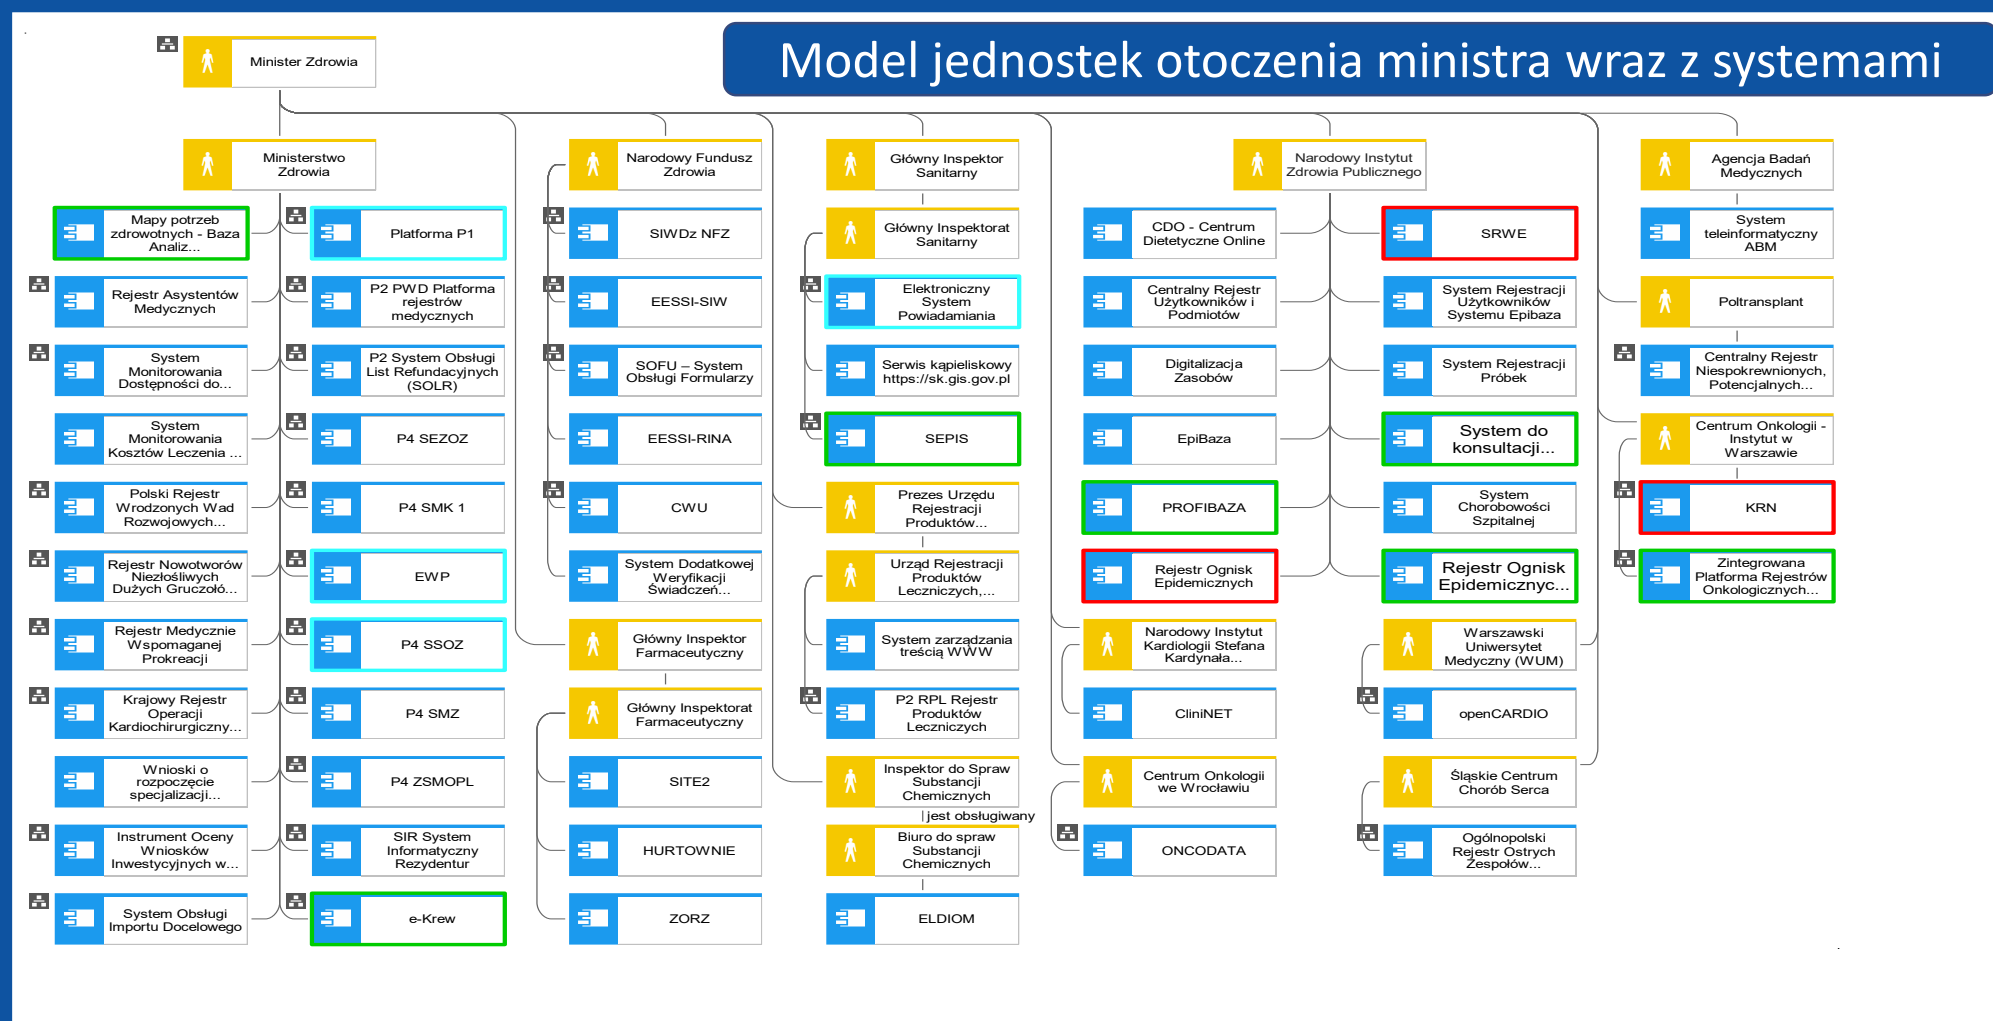 Model jednostek otoczenia ministra wraz z systemami
Minister Zdrowia
Ministerstwo
Zdrowia
Mapy potrzeb
zdrowotnych - Baza
Analiz...
Platforma P1
Rejestr Asystentów
Medycznych
P2 PWD Platforma
rejestrów
medycznych
System
Monitorowania
Dostępności do...
P2 System Obsługi
List Refundacyjnych
(SOLR)
System
Monitorowania
Kosztów Leczenia ...
P4 SEZOZ
Polski Rejestr
Wrodzonych Wad
Rozwojowych...
P4 SMK 1
Rejestr Nowotworów
Niezłośliwych
Dużych Gruczołó...
EWP
Rejestr Medycznie
Wspomaganej
Prokreacji
P4 SSOZ
Krajowy Rejestr
Operacji
Kardiochirurgiczny...
P4 SMZ
Wnioski o
rozpoczęcie
specjalizacji...
P4 ZSMOPL
Instrument Oceny
Wniosków
Inwestycyjnych w...
SIR System
Informatyczny
Rezydentur
System Obsługi
Importu Docelowego
e-Krew
Narodowy Fundusz
Zdrowia
SIWDz NFZ
EESSI-SIW
SOFU – System
Obsługi Formularzy
EESSI-RINA
CWU
System Dodatkowej
Weryfikacji
Świadczeń...
Główny Inspektor
Farmaceutyczny
Główny Inspektorat
Farmaceutyczny
SITE2
HURTOWNIE
ZORZ
Główny Inspektor
Sanitarny
Główny Inspektorat
Sanitarny
Elektroniczny
System
Powiadamiania
Serwis kąpieliskowy
https://sk.gis.gov.pl
SEPIS
Prezes Urzędu
Rejestracji
Produktów...
Urząd Rejestracji
Produktów
Leczniczych,...
System zarządzania
treścią WWW
P2 RPL Rejestr
Produktów
Leczniczych
Inspektor do Spraw
Substancji
Chemicznych
jest obsługiwany
Biuro do spraw
Substancji
Chemicznych
ELDIOM
Narodowy Instytut
Zdrowia Publicznego
CDO - Centrum
Dietetyczne Online
SRWE
Centralny Rejestr
Użytkowników i
Podmiotów
System Rejestracji
Użytkowników
Systemu Epibaza
Digitalizacja
Zasobów
System Rejestracji
Próbek
EpiBaza
System do
konsultacji...
PROFIBAZA
System
Chorobowości
Szpitalnej
Rejestr Ognisk
Epidemicznych
Rejestr Ognisk
Epidemicznyc...
Narodowy Instytut
Kardiologii Stefana
Kardynała...
Warszawski
Uniwersytet
Medyczny (WUM)
CliniNET
openCARDIO
Centrum Onkologii
we Wrocławiu
Śląskie Centrum
Chorób Serca
ONCODATA
Ogólnopolski
Rejestr Ostrych
Zespołów...
Agencja Badań
Medycznych
System
teleinformatyczny
ABM
Poltransplant
Centralny Rejestr
Niespokrewnionych,
Potencjalnych...
Centrum Onkologii -
Instytut w
Warszawie
KRN
Zintegrowana
Platforma Rejestrów
Onkologicznych...